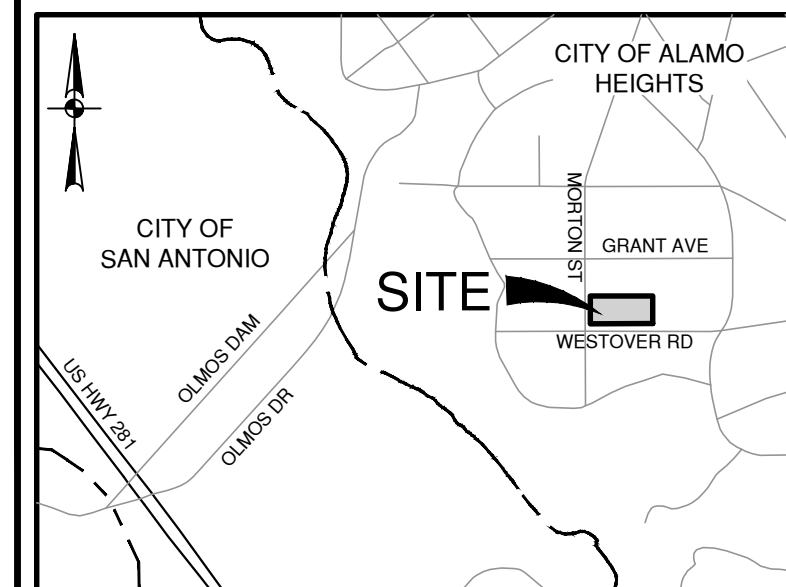 CITY OF ALAMO
HEIGHTS
CITY OF
SAN ANTONIO
MORTON ST
GRANT AVE
SITE
WESTOVER RD
OLMOS DAM
US HWY 281
OLMOS DR